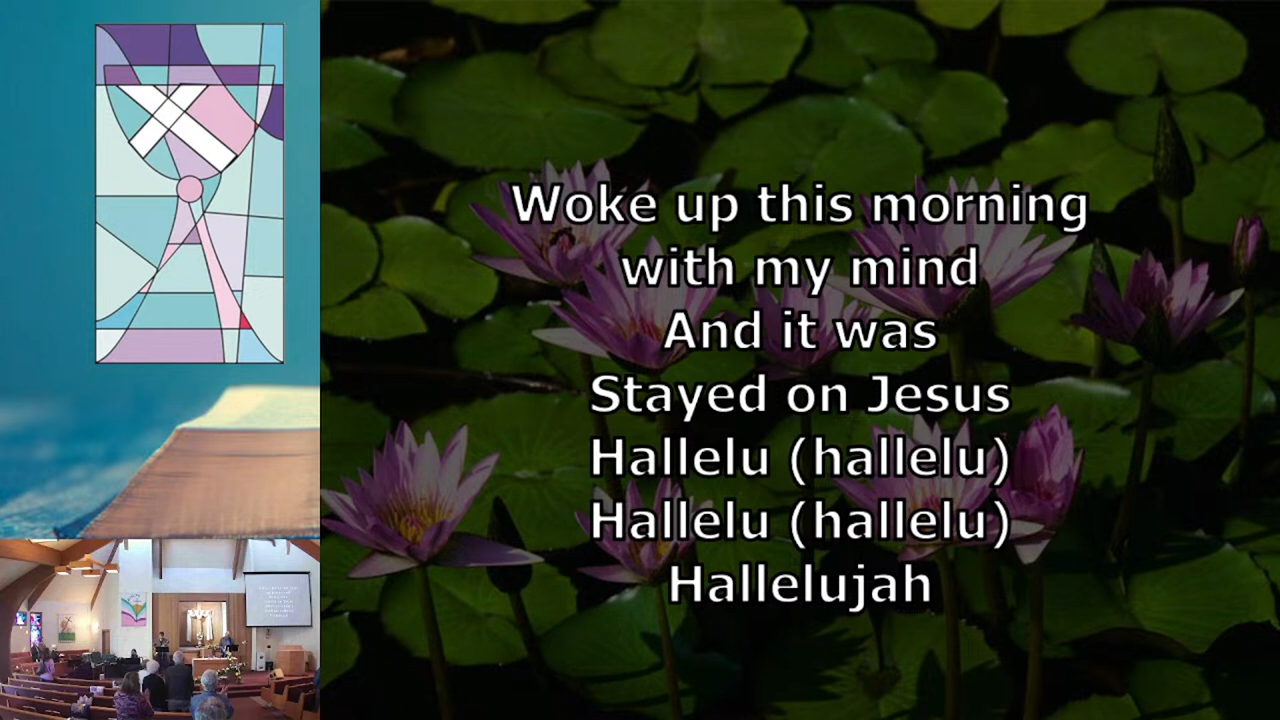 Woke up this morning
with my mind
And it was
Stayed on Jesus
Hallelu (hallelu)
Hallelu (hallelu)
Hallelujah